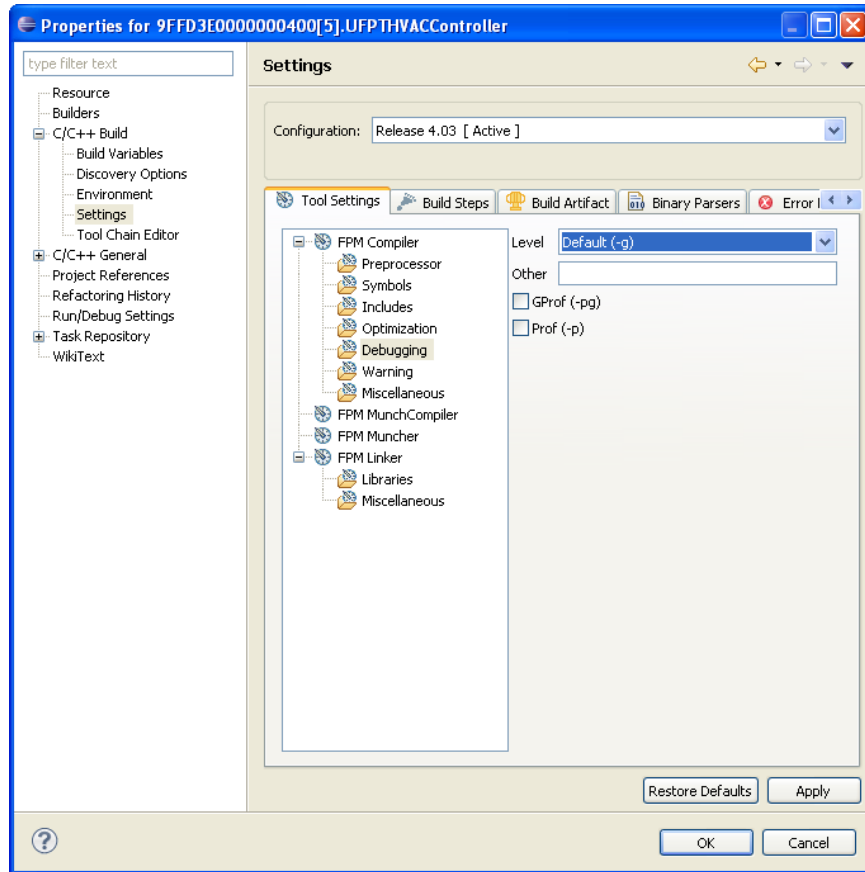 Properties for 9FFD3E0000000400[5].UFPTHVACController
type filter text
Resource
Builders
C/C++ Build
Build Variables
Discovery Options
Environment
Settings
Tool Chain Editor
C/C++ General
Project References
Refactoring History
Run/Debug Settings
Task Repository
WikiText
Settings
Configuration: Release 4.03 [ Active ]
Tool Settings Build Steps Build Artifact Binary Parsers Error
FPM Compiler
Preprocessor
Symbols
Includes
Optimization
Debugging
Warning
Miscellaneous
FPM MunchCompiler
FPM Muncher
FPM Linker
Libraries
Miscellaneous
Level Default (-g)
Other
GProf (-pg)
Prof (-p)
Restore Defaults Apply
OK Cancel